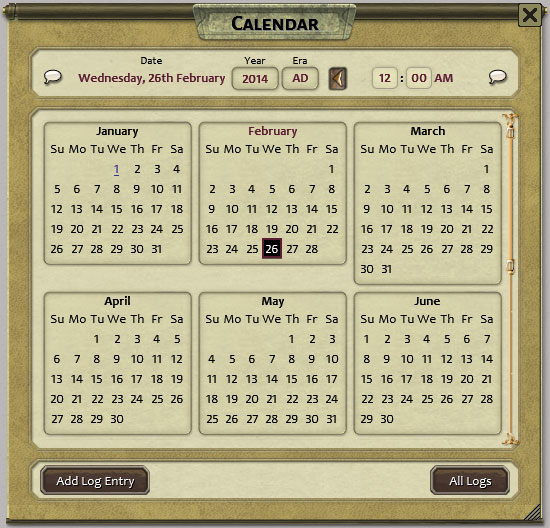 CALENDAR
Date Year Era
Wednesday, 26th February 2014 AD 12 : 00 AM
January February March
Su Mo Tu We Th Fr Sa Su Mo Tu We Th Fr Sa Su Mo Tu We Th Fr Sa
1 2 3 4 1 1
5 6 7 8 9 10 11 2 3 4 5 6 7 8 2 3 4 5 6 7 8
12 13 14 15 16 17 18 9 10 11 12 13 14 15 9 10 11 12 13 14 15
19 20 21 22 23 24 25 16 17 18 19 20 21 22 16 17 18 19 20 21 22
26 27 28 29 30 31 23 24 25 26 27 28 23 24 25 26 27 28 29
30 31
April May June
Su Mo Tu We Th Fr Sa Su Mo Tu We Th Fr Sa Su Mo Tu We Th Fr Sa
1 2 3 4 5 1 2 3 1 2 3 4 5 6 7
6 7 8 9 10 11 12 4 5 6 7 8 9 10 8 9 10 11 12 13 14
13 14 15 16 17 18 19 11 12 13 14 15 16 17 15 16 17 18 19 20 21
20 21 22 23 24 25 26 18 19 20 21 22 23 24 22 23 24 25 26 27 28
27 28 29 30 25 26 27 28 29 30 31 29 30
Add Log Entry All Logs